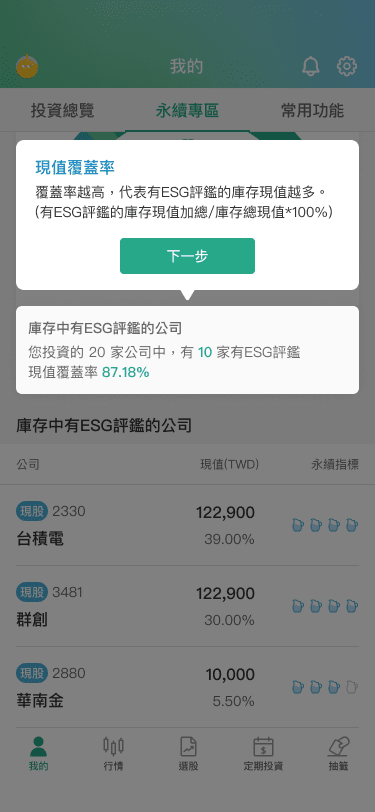 我的
投資總覽 永續專區 常用功能
現值覆蓋率
覆蓋率越高，代表有ESG評鑑的庫存現值越多。
(有ESG評鑑的庫存現值加總/庫存總現值*100%)
下一步
庫存中有ESG評鑑的公司
您投資的 20 家公司中，有 10 家有ESG評鑑
現值覆蓋率 87.18%
庫存中有ESG評鑑的公司
公司 現值(TWD) 永續指標
現股 2330 122,900
台積電 39.00%
現股 3481 122,900
群創 30.00%
現股 2880 10,000
華南金 5.50%
我的 行情 選股 定期投資 抽籤